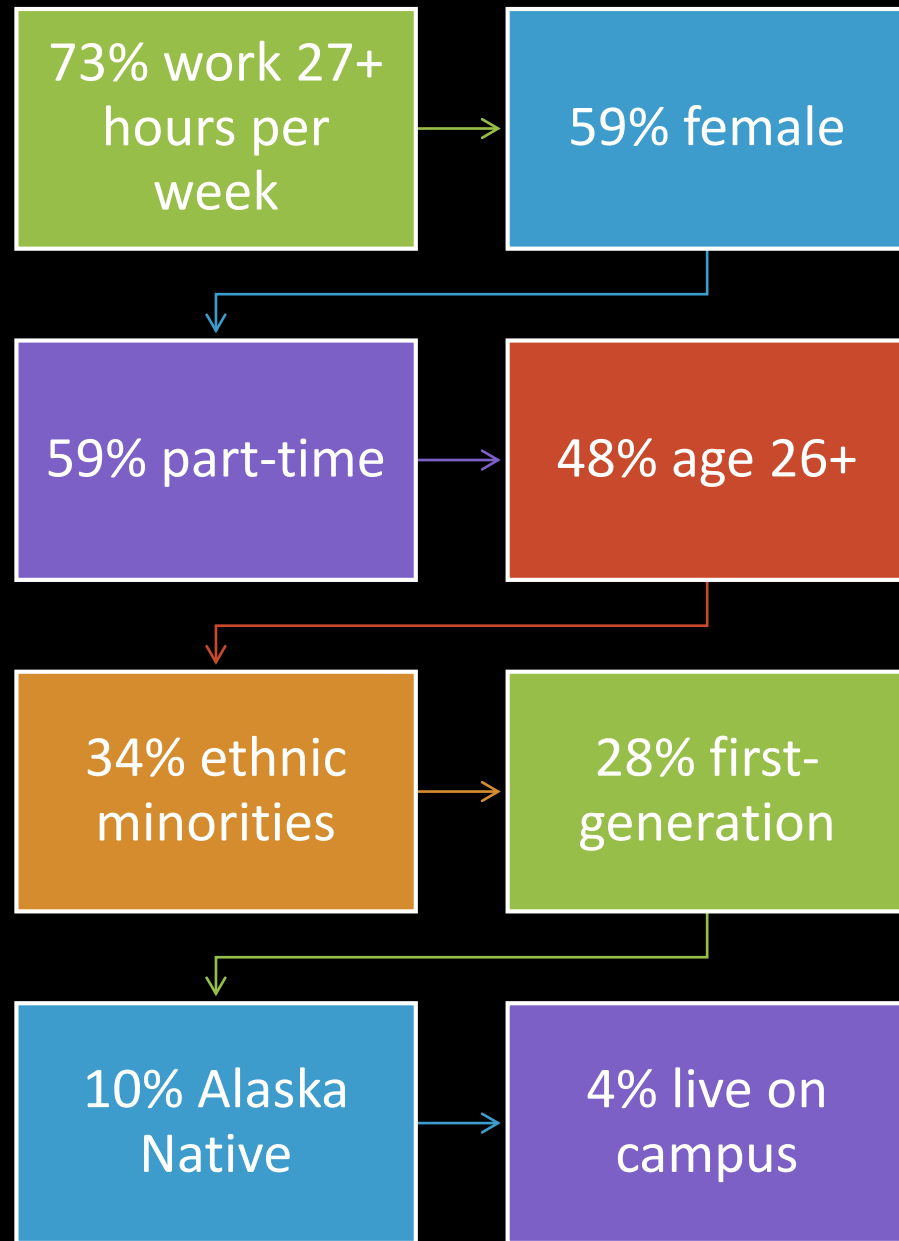 73% work 27+
hours per
week
59% female
59% part-time
48% age 26+
34% ethnic
minorities
28% first-
generation
10% Alaska
Native
4% live on
campus